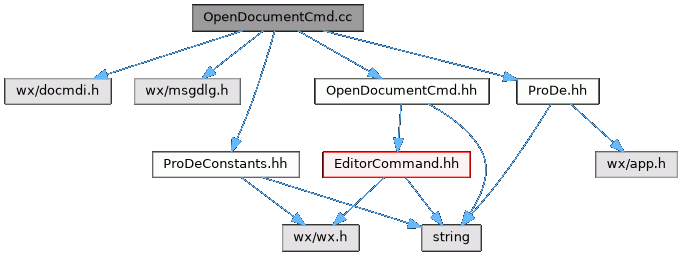 OpenDocumentCmd.cc
wx/docmdi.h
wx/msgdlg.h
OpenDocumentCmd.hh
ProDe.hh
ProDeConstants.hh
EditorCommand.hh
wx/app.h
wx/wx.h
string